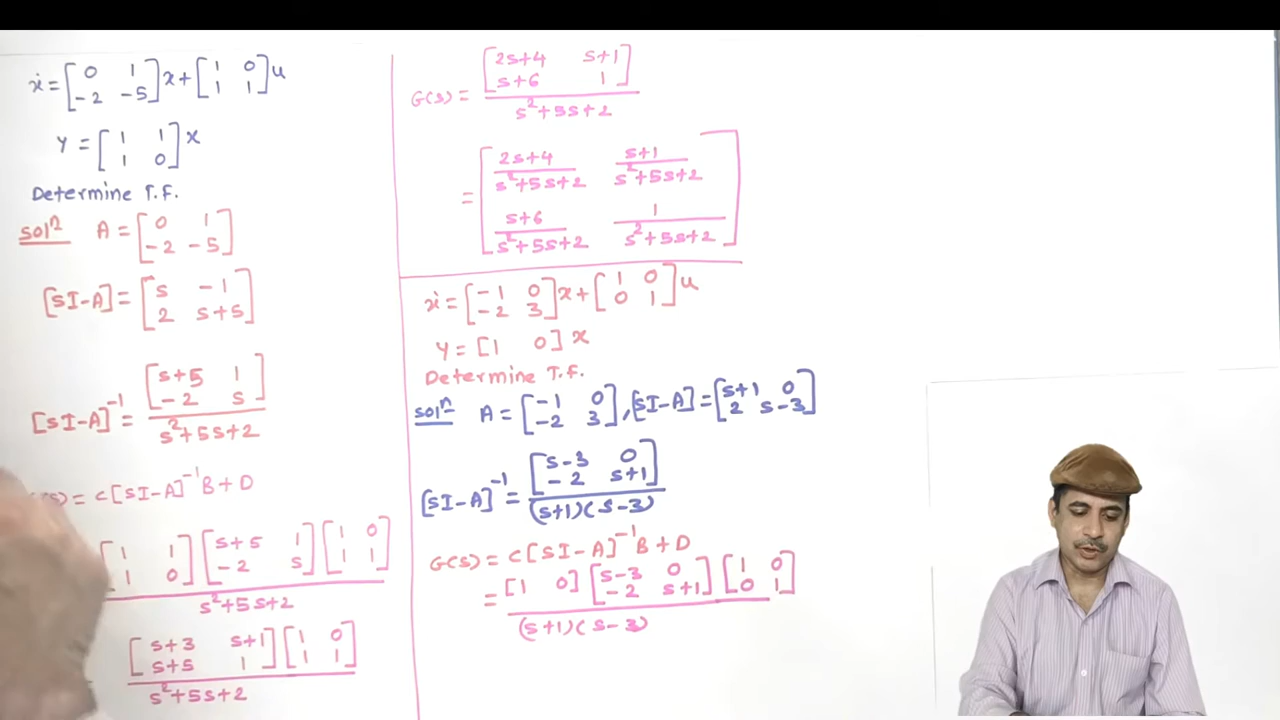 ẋ = [0 1; -2 -5] x + [1 0; 1 1] u
Y = [1 1; 1 0] x
Determine T.F.
solⁿ A = [0 1; -2 -5]
[SI-A] = [s -1; 2 s+5]
[SI-A]⁻¹ = [s+5 1; -2 s] / s²+5s+2
(s) = C[SI-A]⁻¹B+D
[1 1; 1 0] [s+5 1; -2 s] [1 0; 1 1] / s²+5s+2
[s+3 s+1; s+5 1] [1 0; 1 1] / s²+5s+2
G(s) = [2s+4 s+1; s+6 1] / s²+5s+2
= [2s+4/s²+5s+2 s+1/s²+5s+2; s+6/s²+5s+2 1/s²+5s+2]
ẋ = [-1 0; -2 3] x + [1 0; 0 1] u
Y = [1 0] x
Determine T.F.
solⁿ A = [-1 0; -2 3], [SI-A] = [s+1 0; 2 s-3]
[SI-A]⁻¹ = [s-3 0; -2 s+1] / (s+1)(s-3)
G(s) = C[SI-A]⁻¹B+D
= [1 0] [s-3 0; -2 s+1] [1 0; 0 1] / (s+1)(s-3)